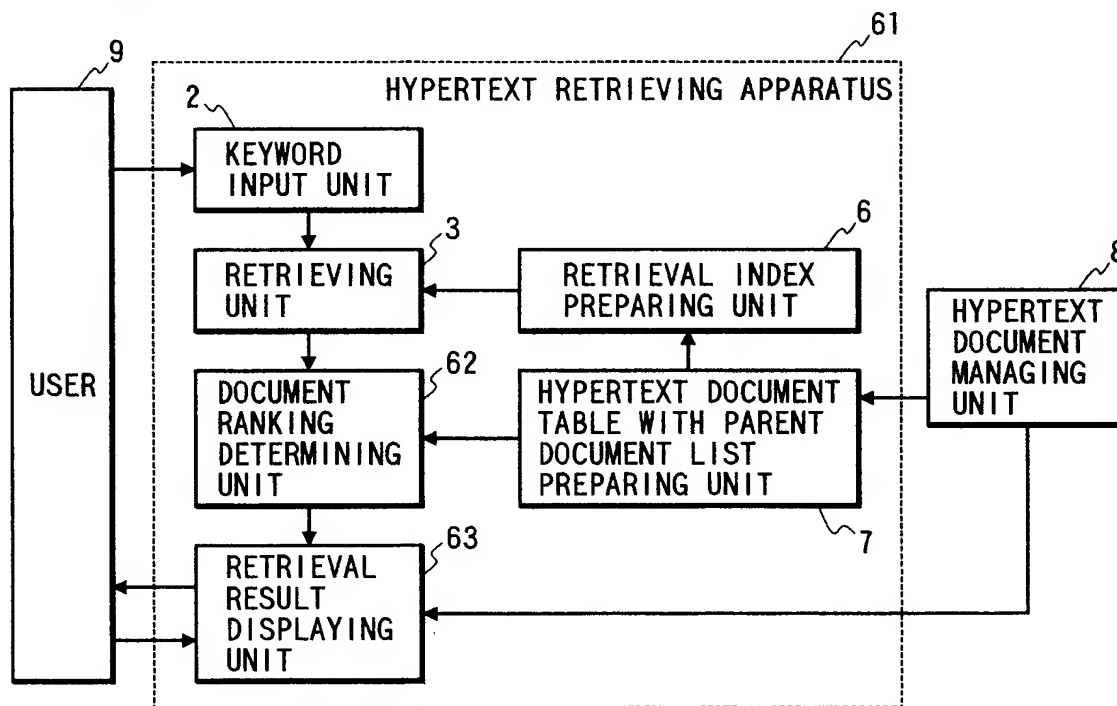 61
9
HYPERTEXT RETRIEVING APPARATUS
2
KEYWORD
INPUT UNIT
3
RETRIEVING
UNIT
6
RETRIEVAL INDEX
PREPARING UNIT
8
HYPERTEXT
DOCUMENT
MANAGING
UNIT
USER
62
DOCUMENT
RANKING
DETERMINING
UNIT
HYPERTEXT DOCUMENT
TABLE WITH PARENT
DOCUMENT LIST
PREPARING UNIT
7
63
RETRIEVAL
RESULT
DISPLAYING
UNIT